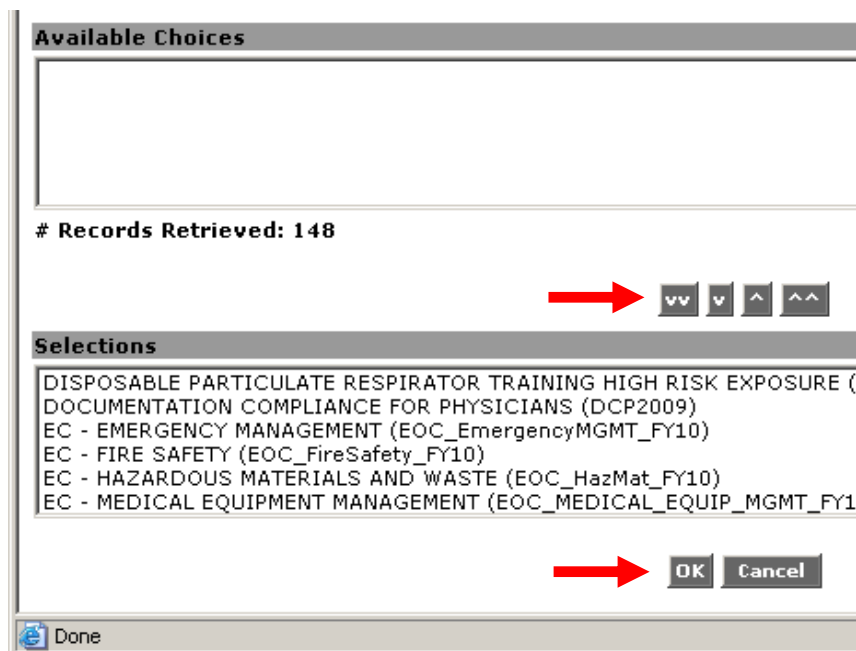 Available Choices
# Records Retrieved: 148
vv v ^ ^^
Selections
DISPOSABLE PARTICULATE RESPIRATOR TRAINING HIGH RISK EXPOSURE (
DOCUMENTATION COMPLIANCE FOR PHYSICIANS (DCP2009)
EC - EMERGENCY MANAGEMENT (EOC_EmergencyMGMT_FY10)
EC - FIRE SAFETY (EOC_FireSafety_FY10)
EC - HAZARDOUS MATERIALS AND WASTE (EOC_HazMat_FY10)
EC - MEDICAL EQUIPMENT MANAGEMENT (EOC_MEDICAL_EQUIP_MGMT_FY1
OK Cancel
Done